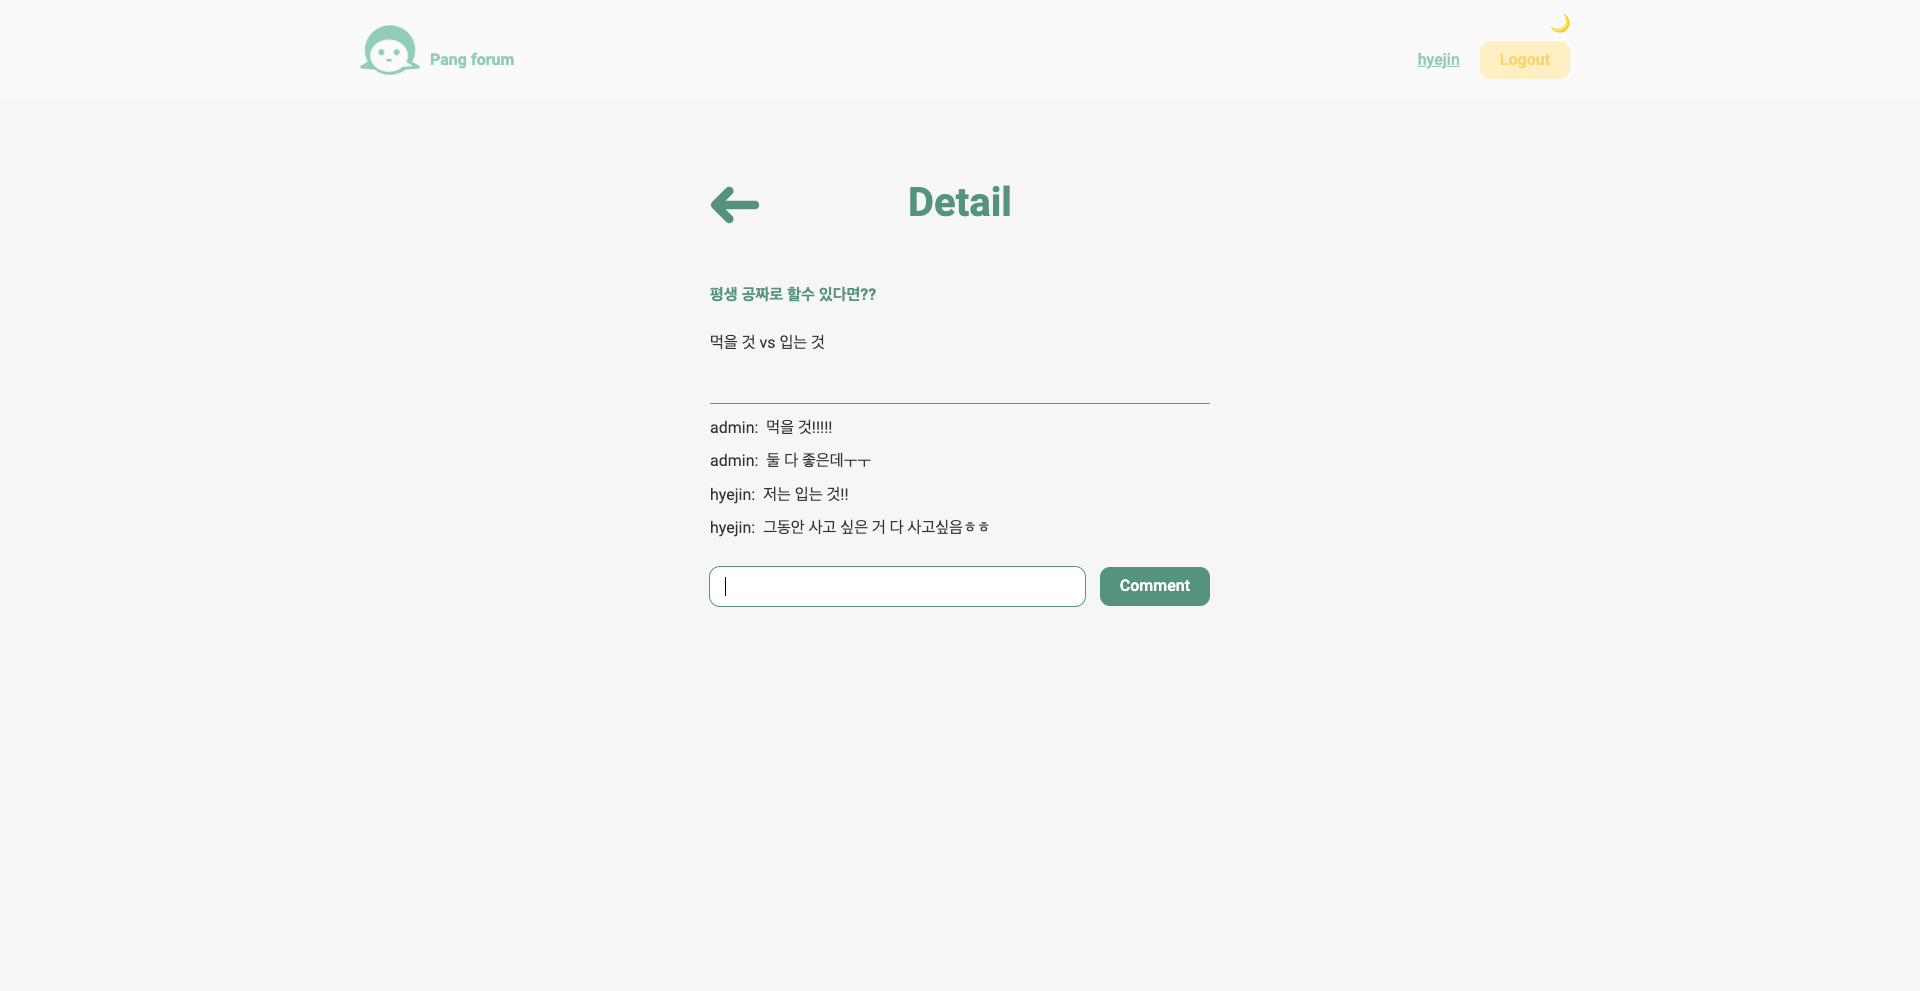 Pang forum
hyejin
Logout
Detail
평생 공짜로 할수 있다면??
먹을 것 vs 입는 것
admin: 먹을 것!!!!!
admin: 둘 다 좋은데ㅜㅜ
hyejin: 저는 입는 것!!
hyejin: 그동안 사고 싶은 거 다 사고싶음ㅎㅎ
Comment